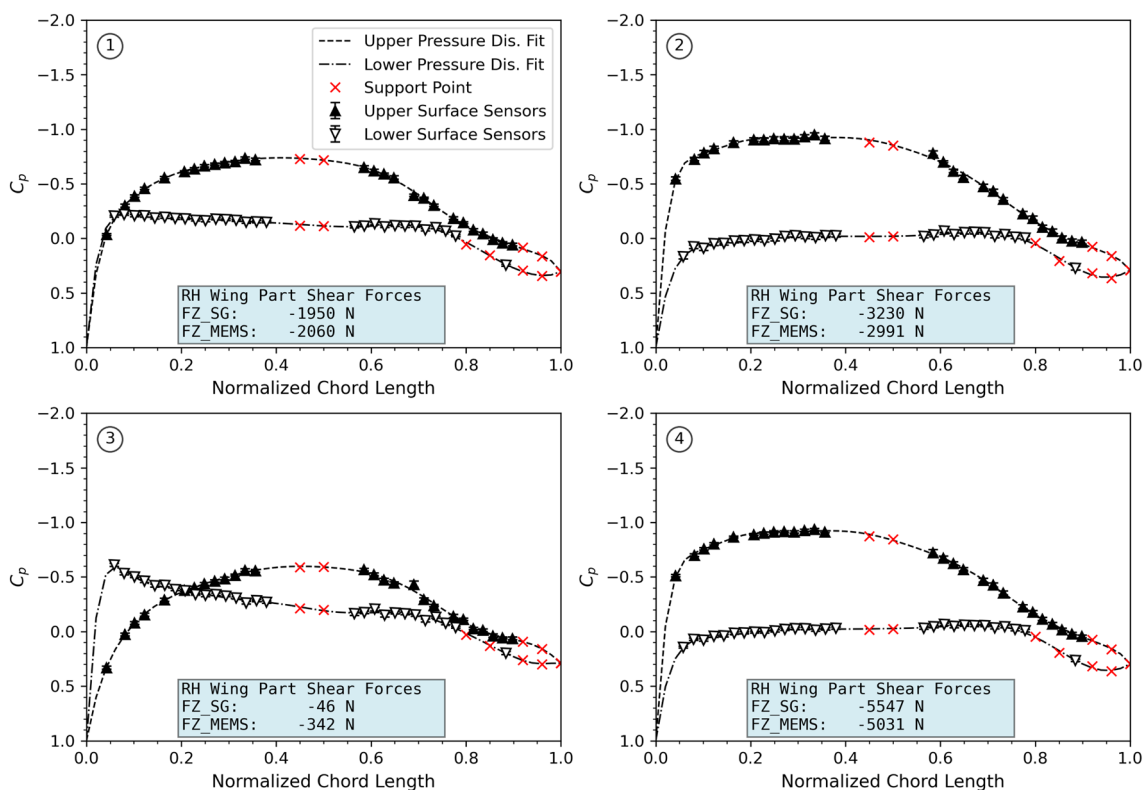 1
Upper Pressure Dis. Fit
Lower Pressure Dis. Fit
Support Point
Upper Surface Sensors
Lower Surface Sensors
−2.0
−1.5
−1.0
−0.5
0.0
0.5
1.0
Cp
RH Wing Part Shear Forces
FZ_SG: -1950 N
FZ_MEMS: -2060 N
0.0 0.2 0.4 0.6 0.8 1.0
Normalized Chord Length
2
−2.0
−1.5
−1.0
−0.5
0.0
0.5
1.0
Cp
RH Wing Part Shear Forces
FZ_SG: -3230 N
FZ_MEMS: -2991 N
0.0 0.2 0.4 0.6 0.8 1.0
Normalized Chord Length
3
−2.0
−1.5
−1.0
−0.5
0.0
0.5
1.0
Cp
RH Wing Part Shear Forces
FZ_SG: -46 N
FZ_MEMS: -342 N
0.0 0.2 0.4 0.6 0.8 1.0
Normalized Chord Length
4
−2.0
−1.5
−1.0
−0.5
0.0
0.5
1.0
Cp
RH Wing Part Shear Forces
FZ_SG: -5547 N
FZ_MEMS: -5031 N
0.0 0.2 0.4 0.6 0.8 1.0
Normalized Chord Length